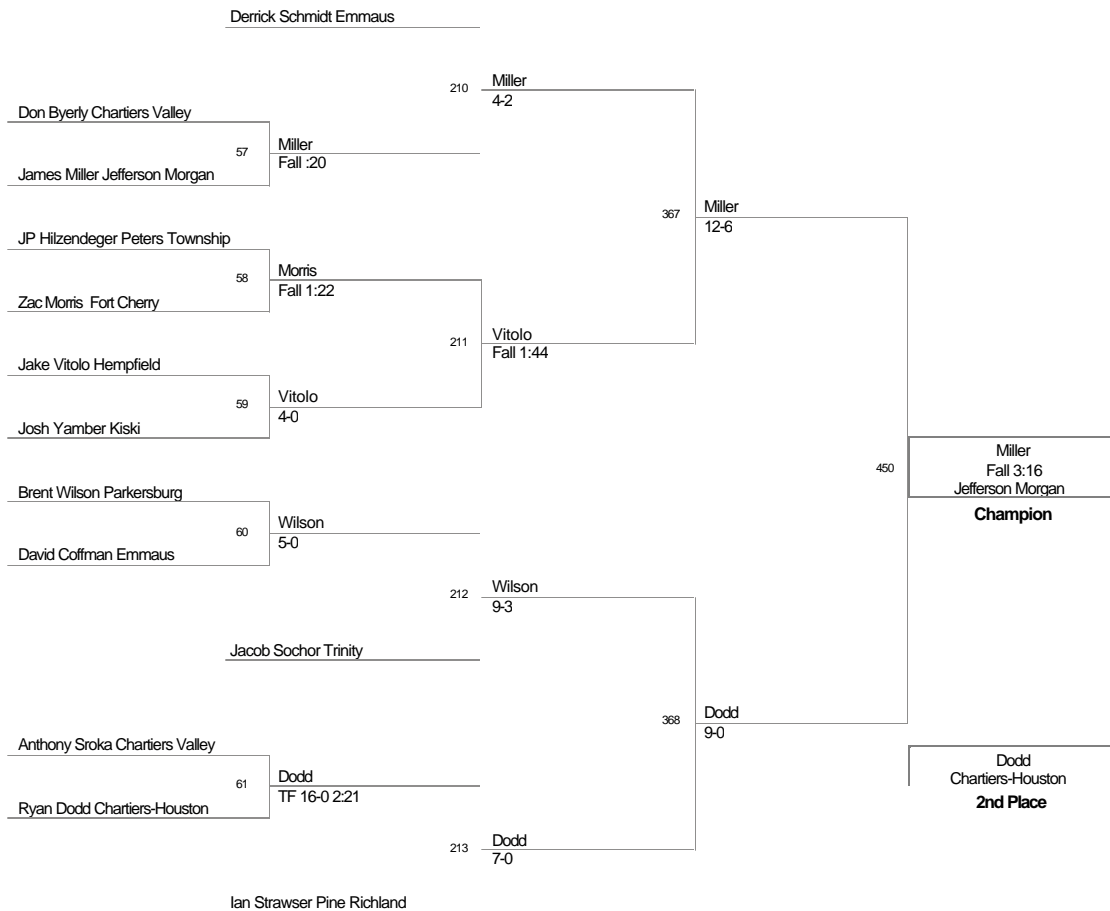 Derrick Schmidt Emmaus
210
Miller
4-2
Don Byerly Chartiers Valley
57
Miller
Fall :20
James Miller Jefferson Morgan
367
Miller
12-6
JP Hilzendeger Peters Township
58
Morris
Fall 1:22
Zac Morris Fort Cherry
211
Vitolo
Fall 1:44
Jake Vitolo Hempfield
59
Vitolo
4-0
Josh Yamber Kiski
450
Miller
Fall 3:16
Jefferson Morgan
Champion
Brent Wilson Parkersburg
60
Wilson
5-0
David Coffman Emmaus
212
Wilson
9-3
Jacob Sochor Trinity
368
Dodd
9-0
Anthony Sroka Chartiers Valley
61
Dodd
TF 16-0 2:21
Ryan Dodd Chartiers-Houston
Dodd
Chartiers-Houston
2nd Place
213
Dodd
7-0
Ian Strawser Pine Richland